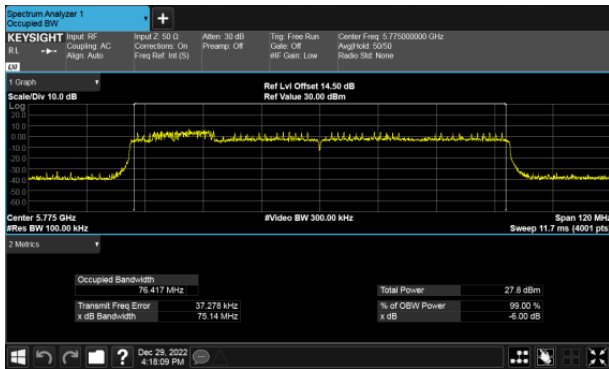 Spectrum Analyzer 1
Occupied BW
+
KEYSIGHT
R L
Input: RF
Coupling: AC
Align: Auto
Input Z: 50 Ω
Corrections: On
Freq Ref: Int (S)
Atten: 30 dB
Preamp: Off
Trig: Free Run
Gate: Off
#IF Gain: Low
Center Freq: 5.775000000 GHz
Avg|Hold: 50/50
Radio Std: None
LXI
1 Graph
Scale/Div 10.0 dB
Ref Lvl Offset 14.50 dB
Ref Value 30.00 dBm
Log
20.0
10.0
0.00
-10.0
-20.0
-30.0
-40.0
-50.0
-60.0
Center 5.775 GHz
#Res BW 100.00 kHz
#Video BW 300.00 kHz
Span 120 MHz
Sweep 11.7 ms (4001 pts
2 Metrics
Occupied Bandwidth
76.417 MHz
Transmit Freq Error 37.278 kHz
x dB Bandwidth 75.14 MHz
Total Power 27.8 dBm
% of OBW Power 99.00 %
x dB -6.00 dB
?
Dec 29, 2022
4:18:09 PM